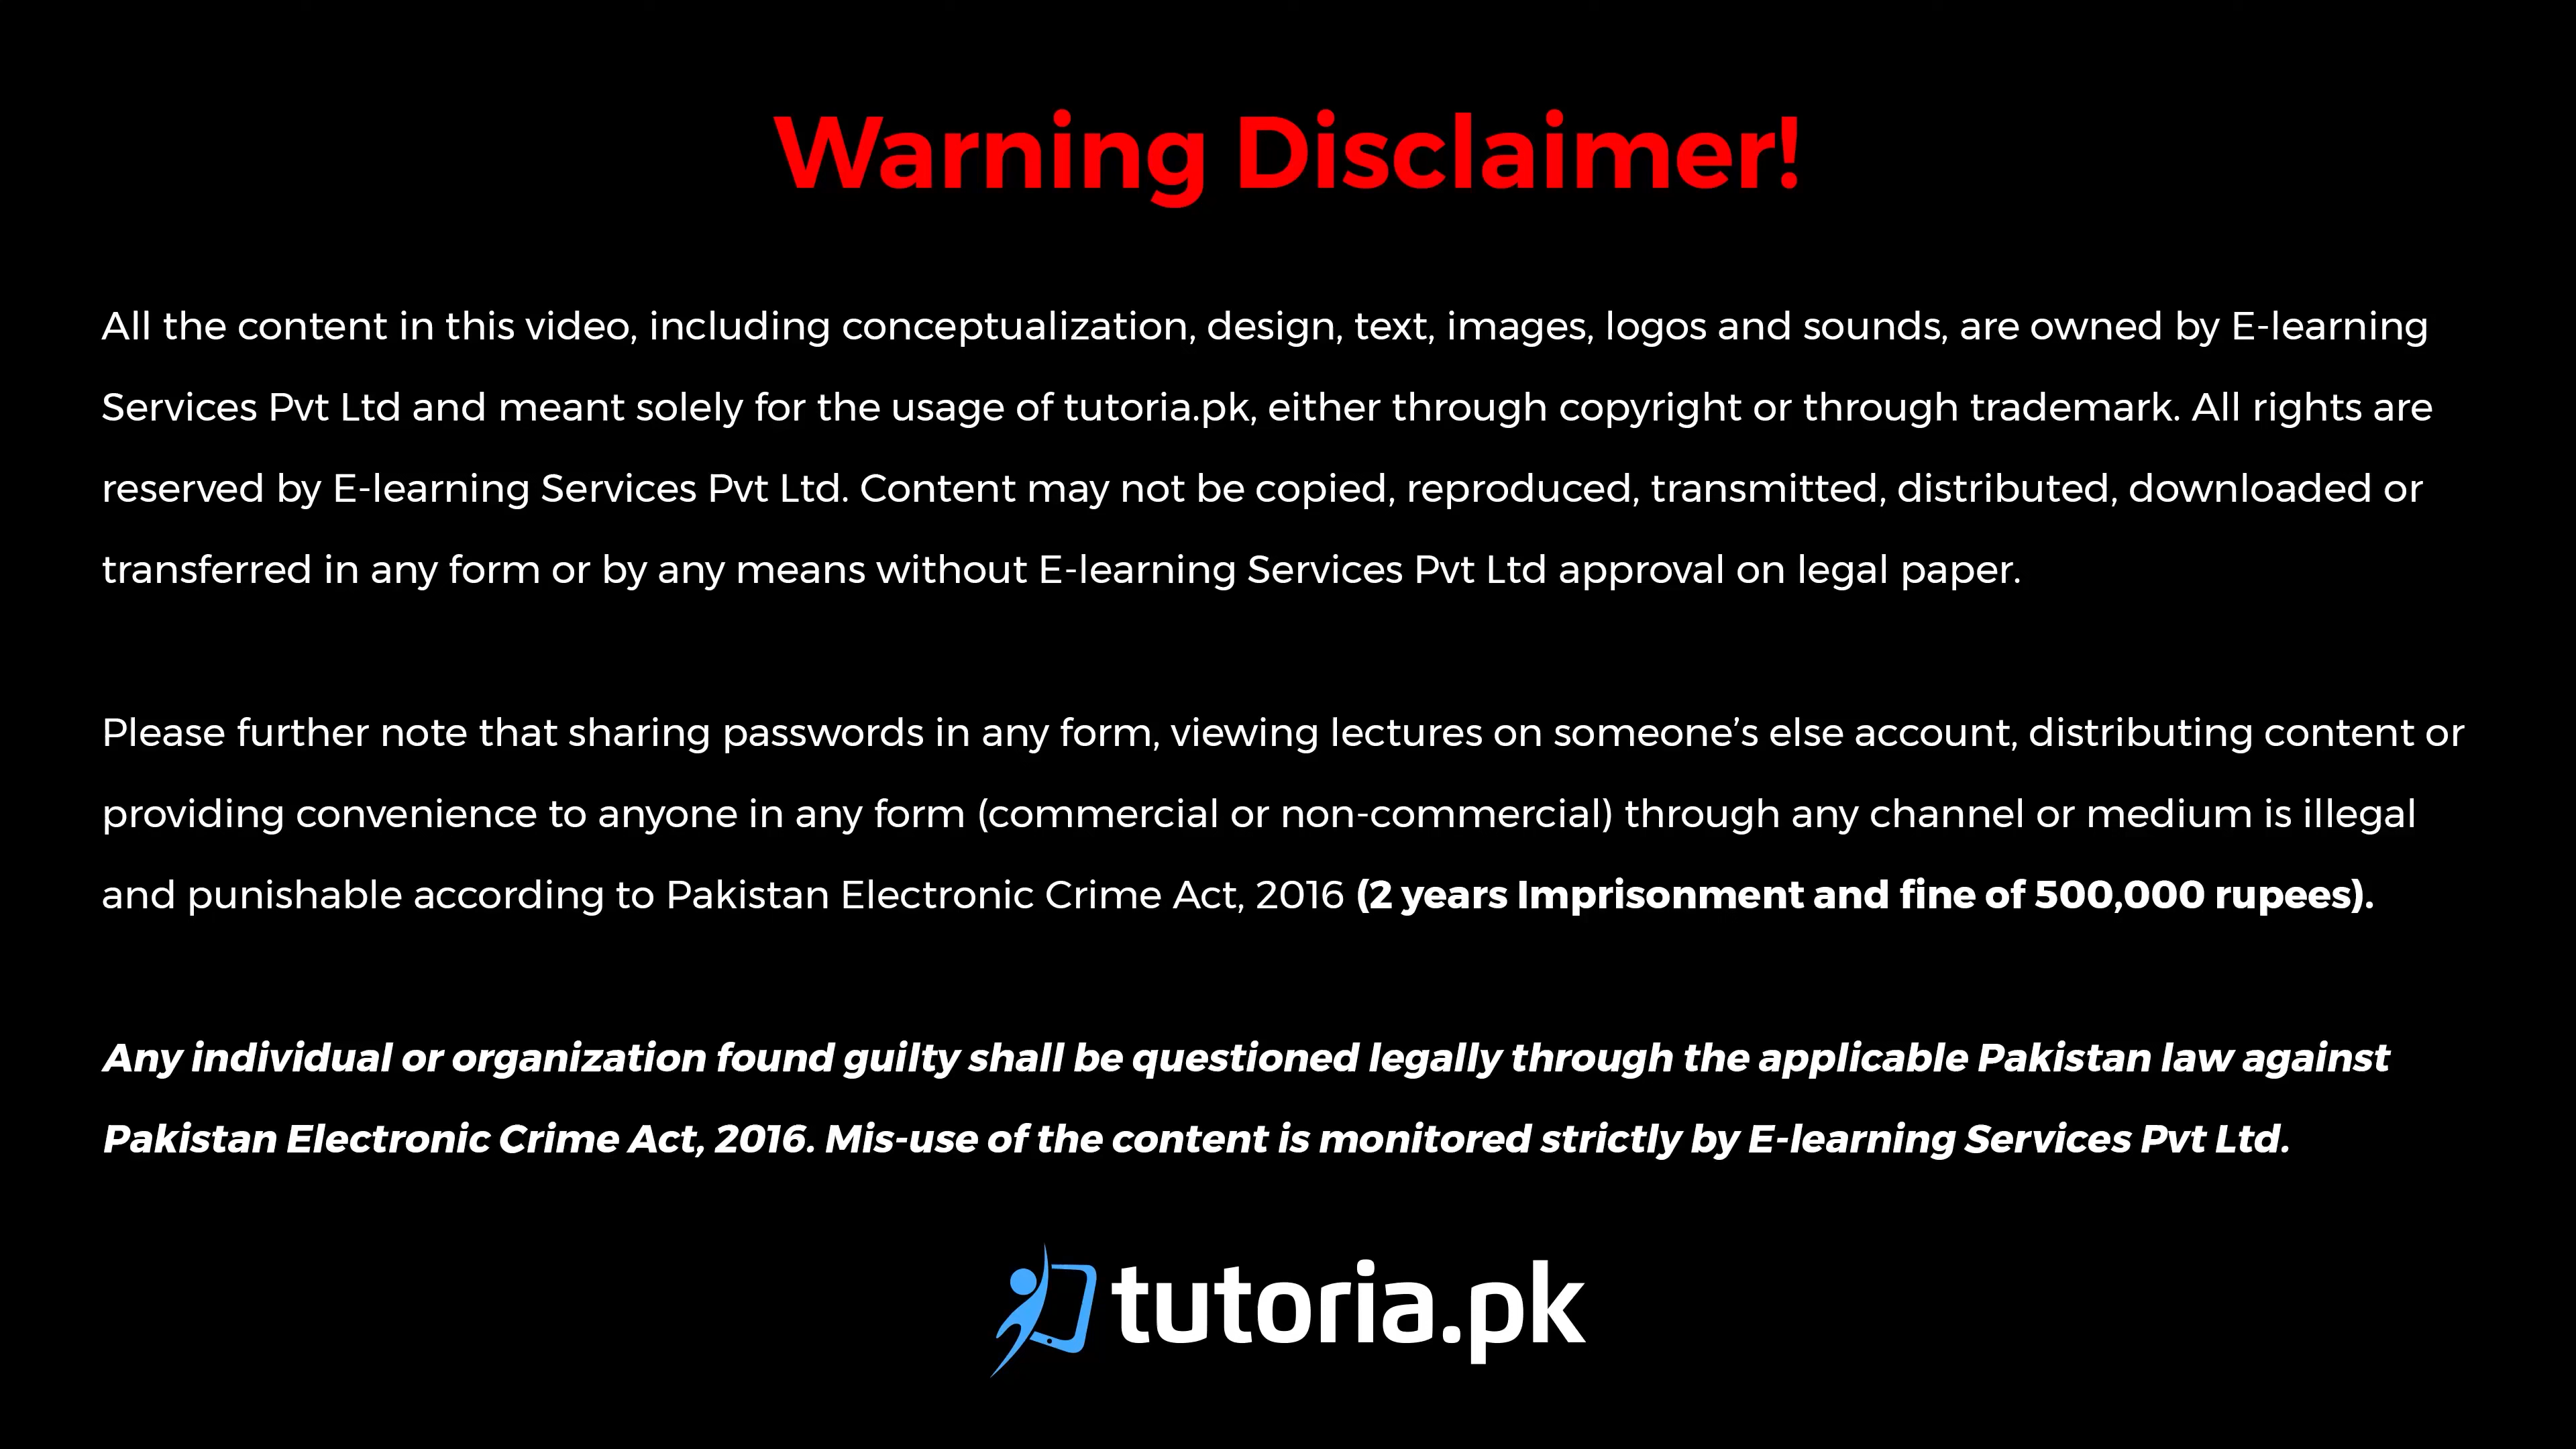 Warning Disclaimer!
All the content in this video, including conceptualization, design, text, images, logos and sounds, are owned by E-learning
Services Pvt Ltd and meant solely for the usage of tutoria.pk, either through copyright or through trademark. All rights are
reserved by E-learning Services Pvt Ltd. Content may not be copied, reproduced, transmitted, distributed, downloaded or
transferred in any form or by any means without E-learning Services Pvt Ltd approval on legal paper.
Please further note that sharing passwords in any form, viewing lectures on someone’s else account, distributing content or
providing convenience to anyone in any form (commercial or non-commercial) through any channel or medium is illegal
and punishable according to Pakistan Electronic Crime Act, 2016 (2 years Imprisonment and fine of 500,000 rupees).
Any individual or organization found guilty shall be questioned legally through the applicable Pakistan law against
Pakistan Electronic Crime Act, 2016. Mis-use of the content is monitored strictly by E-learning Services Pvt Ltd.
tutoria.pk